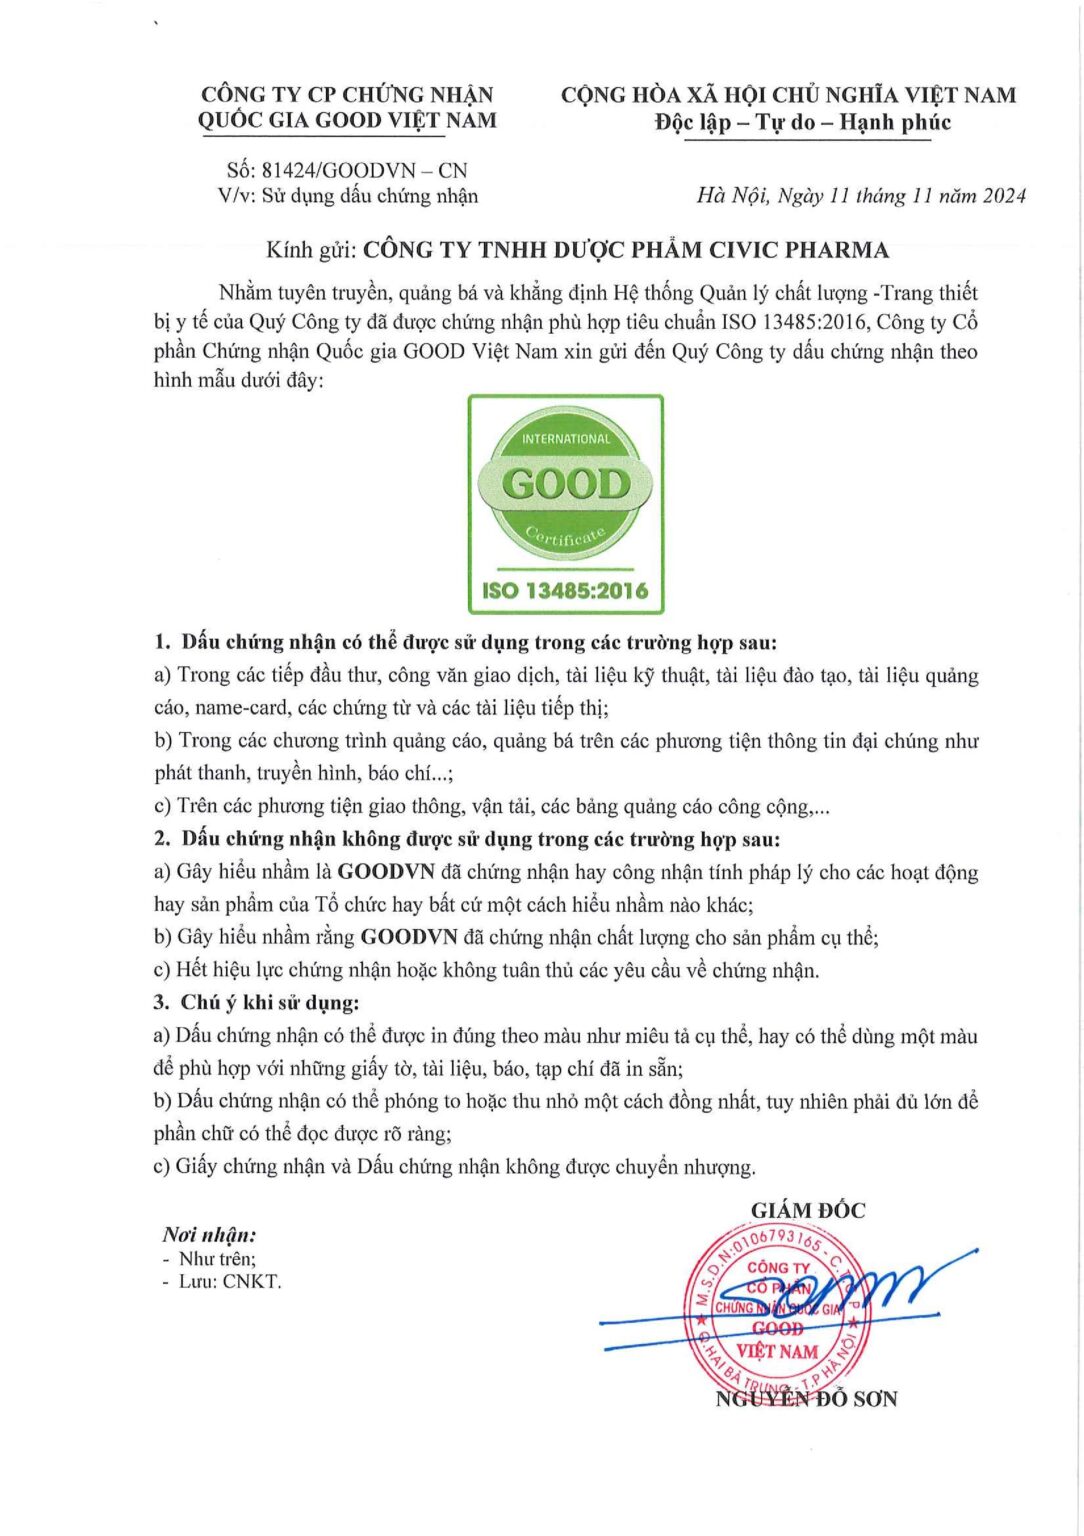 CÔNG TY CP CHỨNG NHẬN
QUỐC GIA GOOD VIỆT NAM
CỘNG HÒA XÃ HỘI CHỦ NGHĨA VIỆT NAM
Độc lập – Tự do – Hạnh phúc
Số: 81424/GOODVN – CN
V/v: Sử dụng dấu chứng nhận
Hà Nội, Ngày 11 tháng 11 năm 2024
Kính gửi: CÔNG TY TNHH DƯỢC PHẨM CIVIC PHARMA
Nhằm tuyên truyền, quảng bá và khẳng định Hệ thống Quản lý chất lượng -Trang thiết
bị y tế của Quý Công ty đã được chứng nhận phù hợp tiêu chuẩn ISO 13485:2016, Công ty Cổ
phần Chứng nhận Quốc gia GOOD Việt Nam xin gửi đến Quý Công ty dấu chứng nhận theo
hình mẫu dưới đây:
INTERNATIONAL
GOOD
Certificate
ISO 13485:2016
1. Dấu chứng nhận có thể được sử dụng trong các trường hợp sau:
a) Trong các tiếp đầu thư, công văn giao dịch, tài liệu kỹ thuật, tài liệu đào tạo, tài liệu quảng
cáo, name-card, các chứng từ và các tài liệu tiếp thị;
b) Trong các chương trình quảng cáo, quảng bá trên các phương tiện thông tin đại chúng như
phát thanh, truyền hình, báo chí...;
c) Trên các phương tiện giao thông, vận tải, các bảng quảng cáo công cộng,...
2. Dấu chứng nhận không được sử dụng trong các trường hợp sau:
a) Gây hiểu nhầm là GOODVN đã chứng nhận hay công nhận tính pháp lý cho các hoạt động
hay sản phẩm của Tổ chức hay bất cứ một cách hiểu nhầm nào khác;
b) Gây hiểu nhầm rằng GOODVN đã chứng nhận chất lượng cho sản phẩm cụ thể;
c) Hết hiệu lực chứng nhận hoặc không tuân thủ các yêu cầu về chứng nhận.
3. Chú ý khi sử dụng:
a) Dấu chứng nhận có thể được in đúng theo màu như miêu tả cụ thể, hay có thể dùng một màu
để phù hợp với những giấy tờ, tài liệu, báo, tạp chí đã in sẵn;
b) Dấu chứng nhận có thể phóng to hoặc thu nhỏ một cách đồng nhất, tuy nhiên phải đủ lớn để
phần chữ có thể đọc được rõ ràng;
c) Giấy chứng nhận và Dấu chứng nhận không được chuyển nhượng.
Nơi nhận:
- Như trên;
- Lưu: CNKT.
GIÁM ĐỐC
M.S.D.N:0106793165 - C.T.C.P
CÔNG TY
CỔ PHẦN
CHỨNG NHẬN QUỐC GIA
GOOD
VIỆT NAM
Q.HAI BÀ TRƯNG - T.P HÀ NỘI
NGUYỄN ĐỖ SƠN